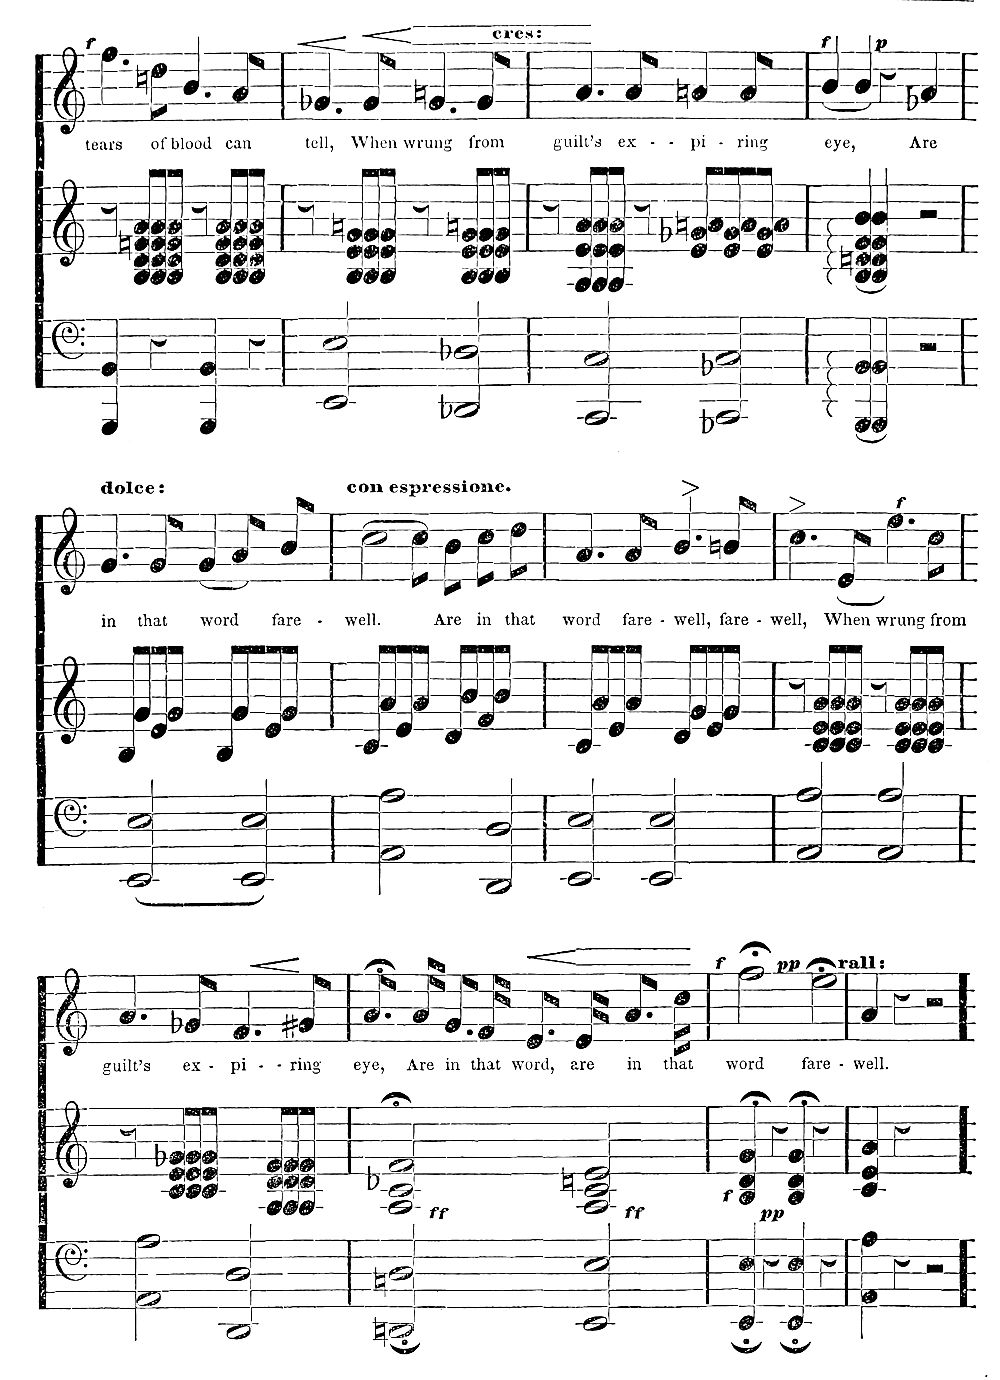 f cres: f p
tears of blood can tell, When wrung from guilt's ex - - pi - ring eye, Are
dolce: con espressione.
f
in that word fare - well. Are in that word fare - well, fare - well, When wrung from
f pp rall:
guilt's ex - pi - - ring eye, Are in that word, are in that word fare - well.
ff ff f pp